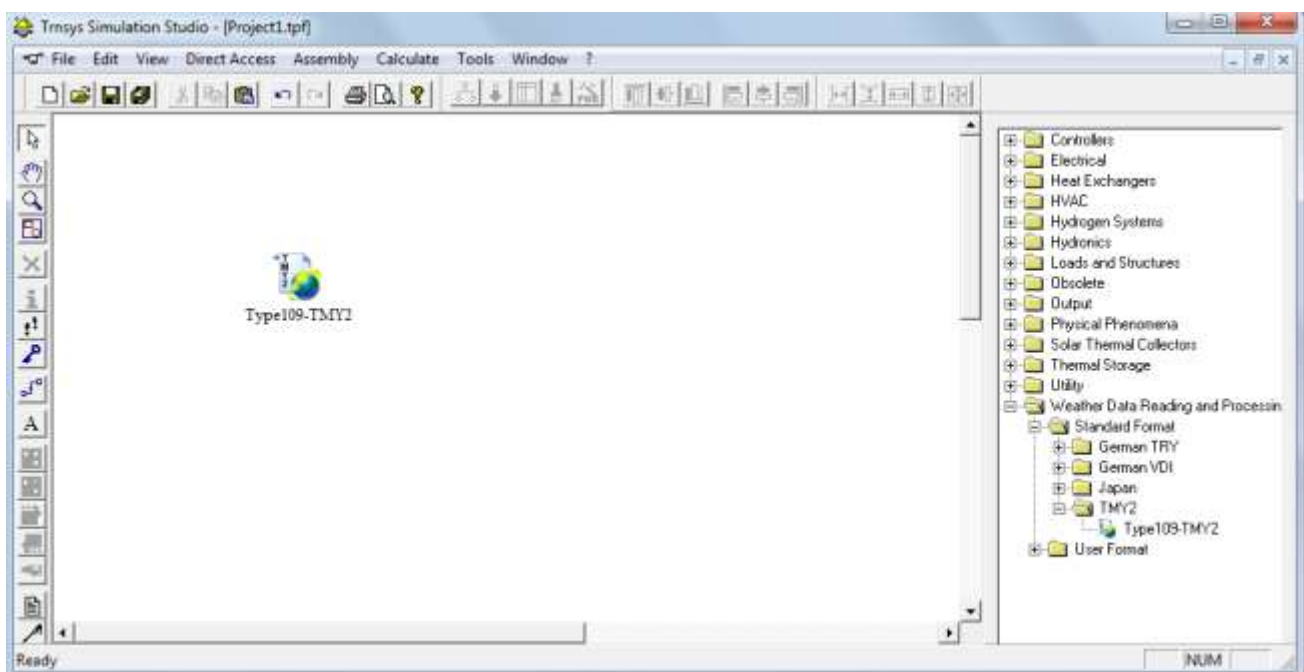 Trnsys Simulation Studio - [Project1.tpf]
File Edit View Direct Access Assembly Calculate Tools Window ?
Type109-TMY2
Controllers
Electrical
Heat Exchangers
HVAC
Hydrogen Systems
Hydronics
Loads and Structures
Obsolete
Output
Physical Phenomena
Solar Thermal Collectors
Thermal Storage
Utility
Weather Data Reading and Processin
Standard Format
German TRY
German VDI
Japan
TMY2
Type109-TMY2
User Format
Ready
NUM